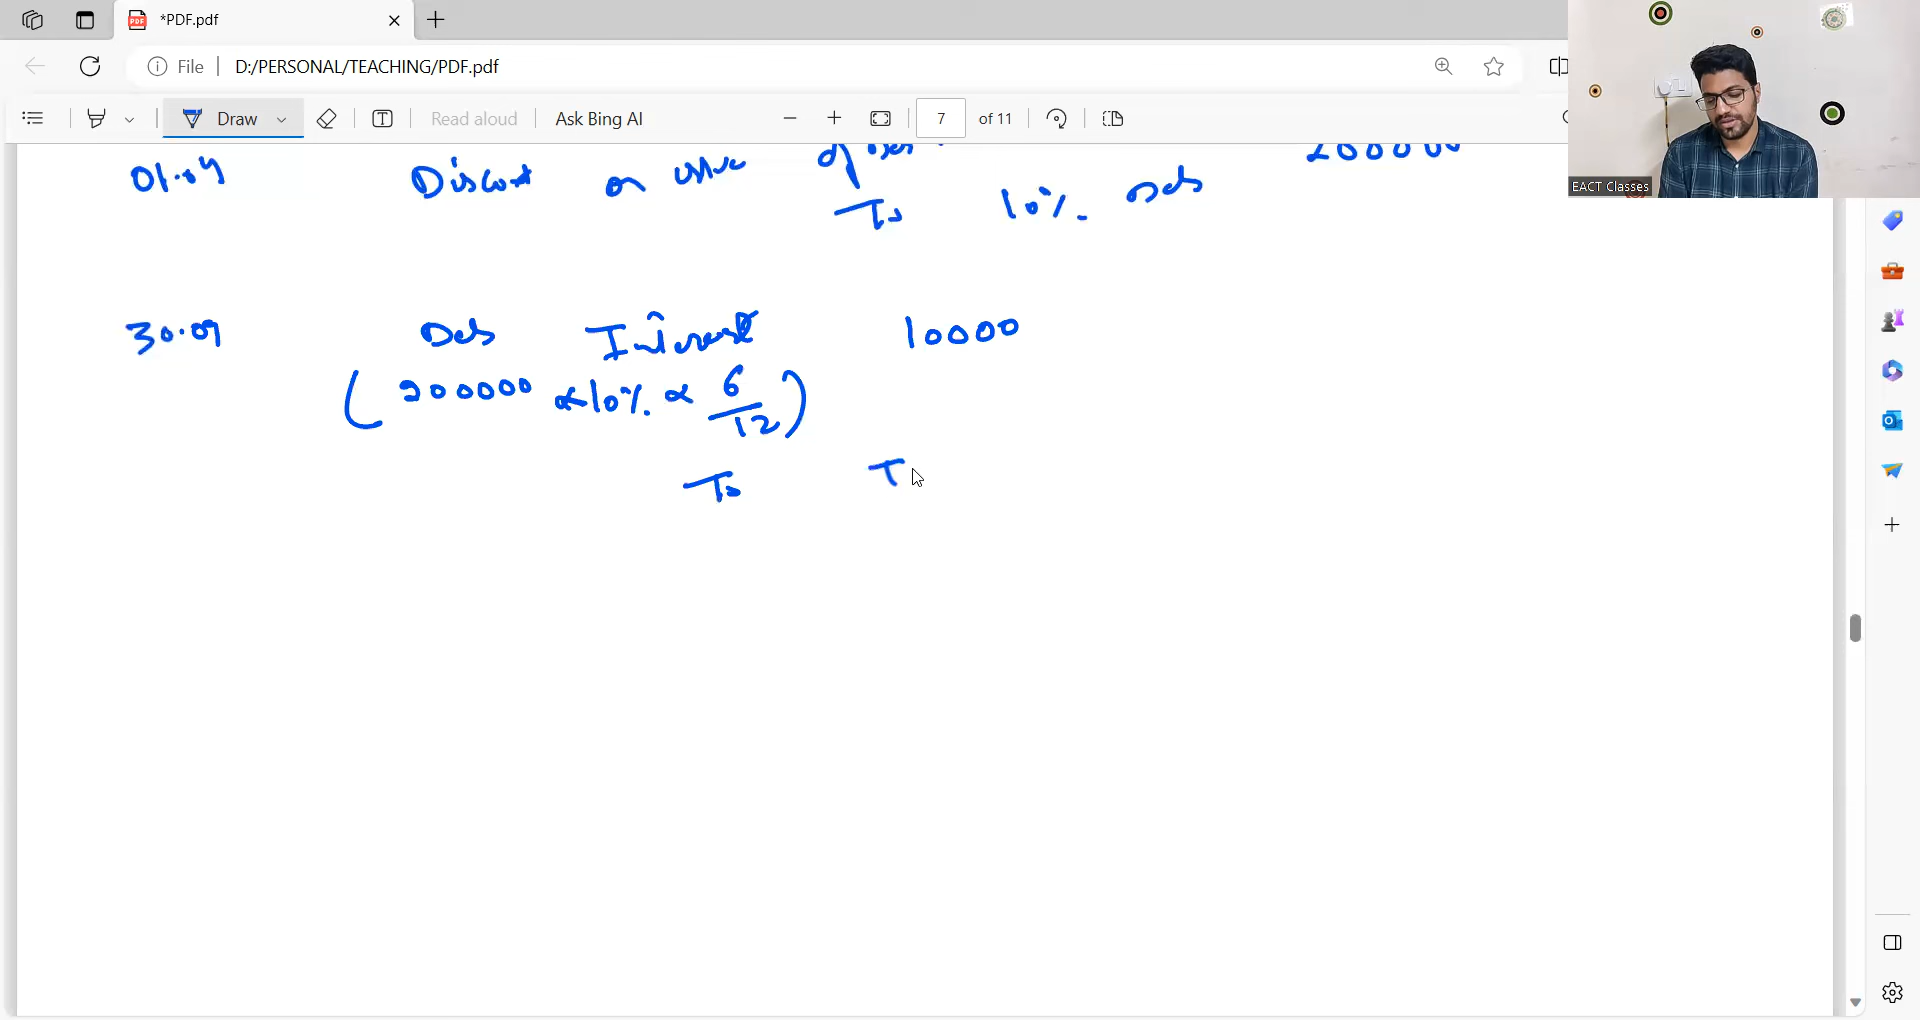 *PDF.pdf
File D:/PERSONAL/TEACHING/PDF.pdf
Draw Read aloud Ask Bing AI 7 of 11
EACT Classes
01.04 Discount on issue of Deb. 200000
To 10% Debs
30.09 Deb Interest 10000
(200000 x 10% x 6/12)
To T